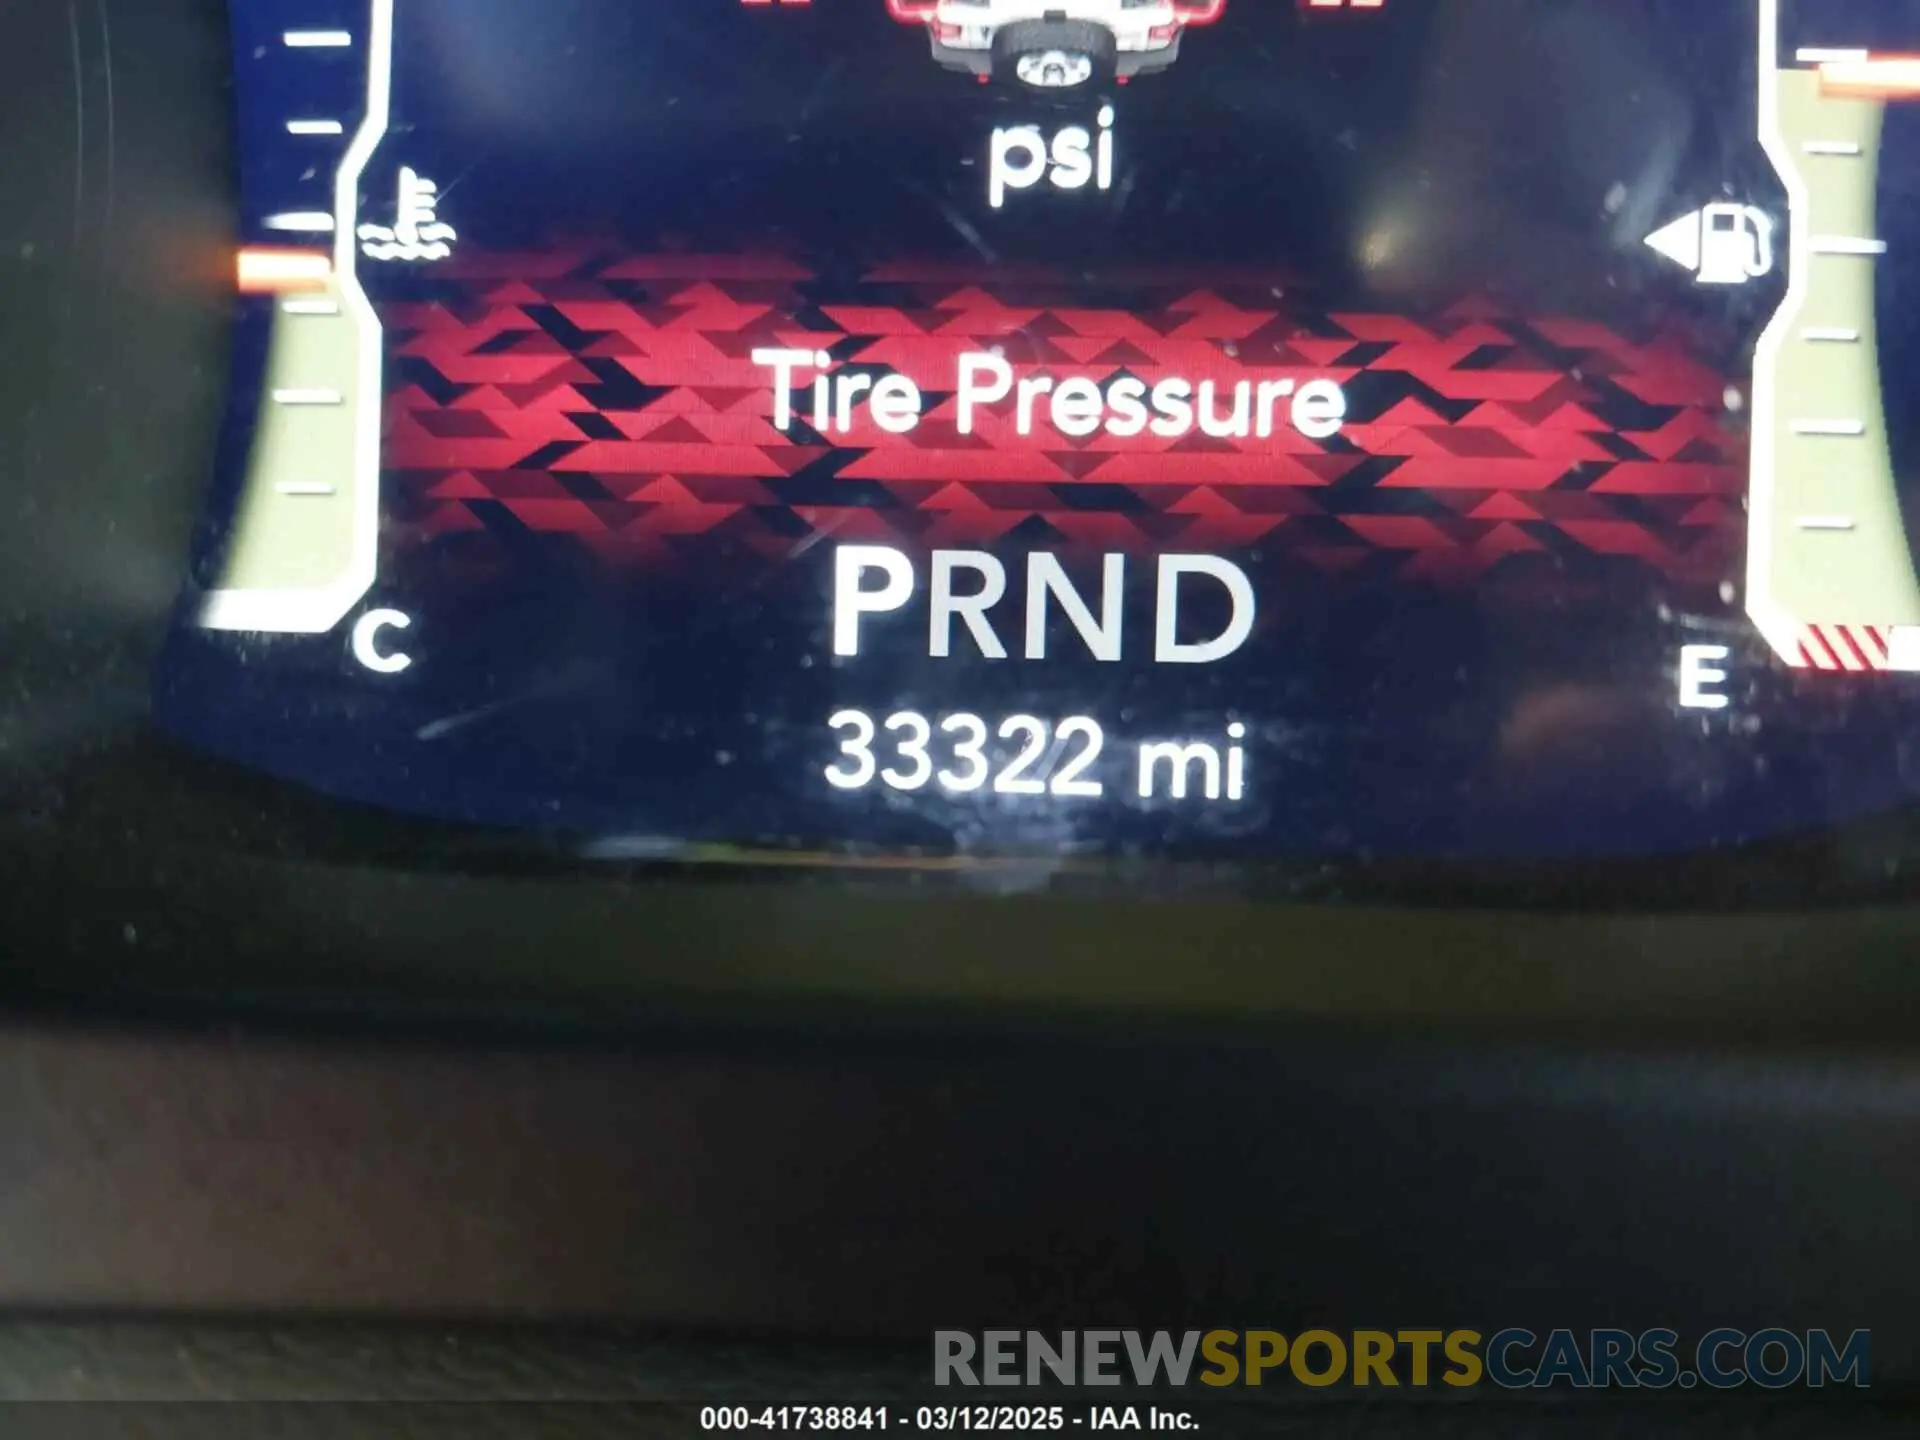 psi
Tire Pressure
PRND
C
E
33322 mi
RENEWSPORTSCARS.COM
000-41738841 - 03/12/2025 - IAA Inc.